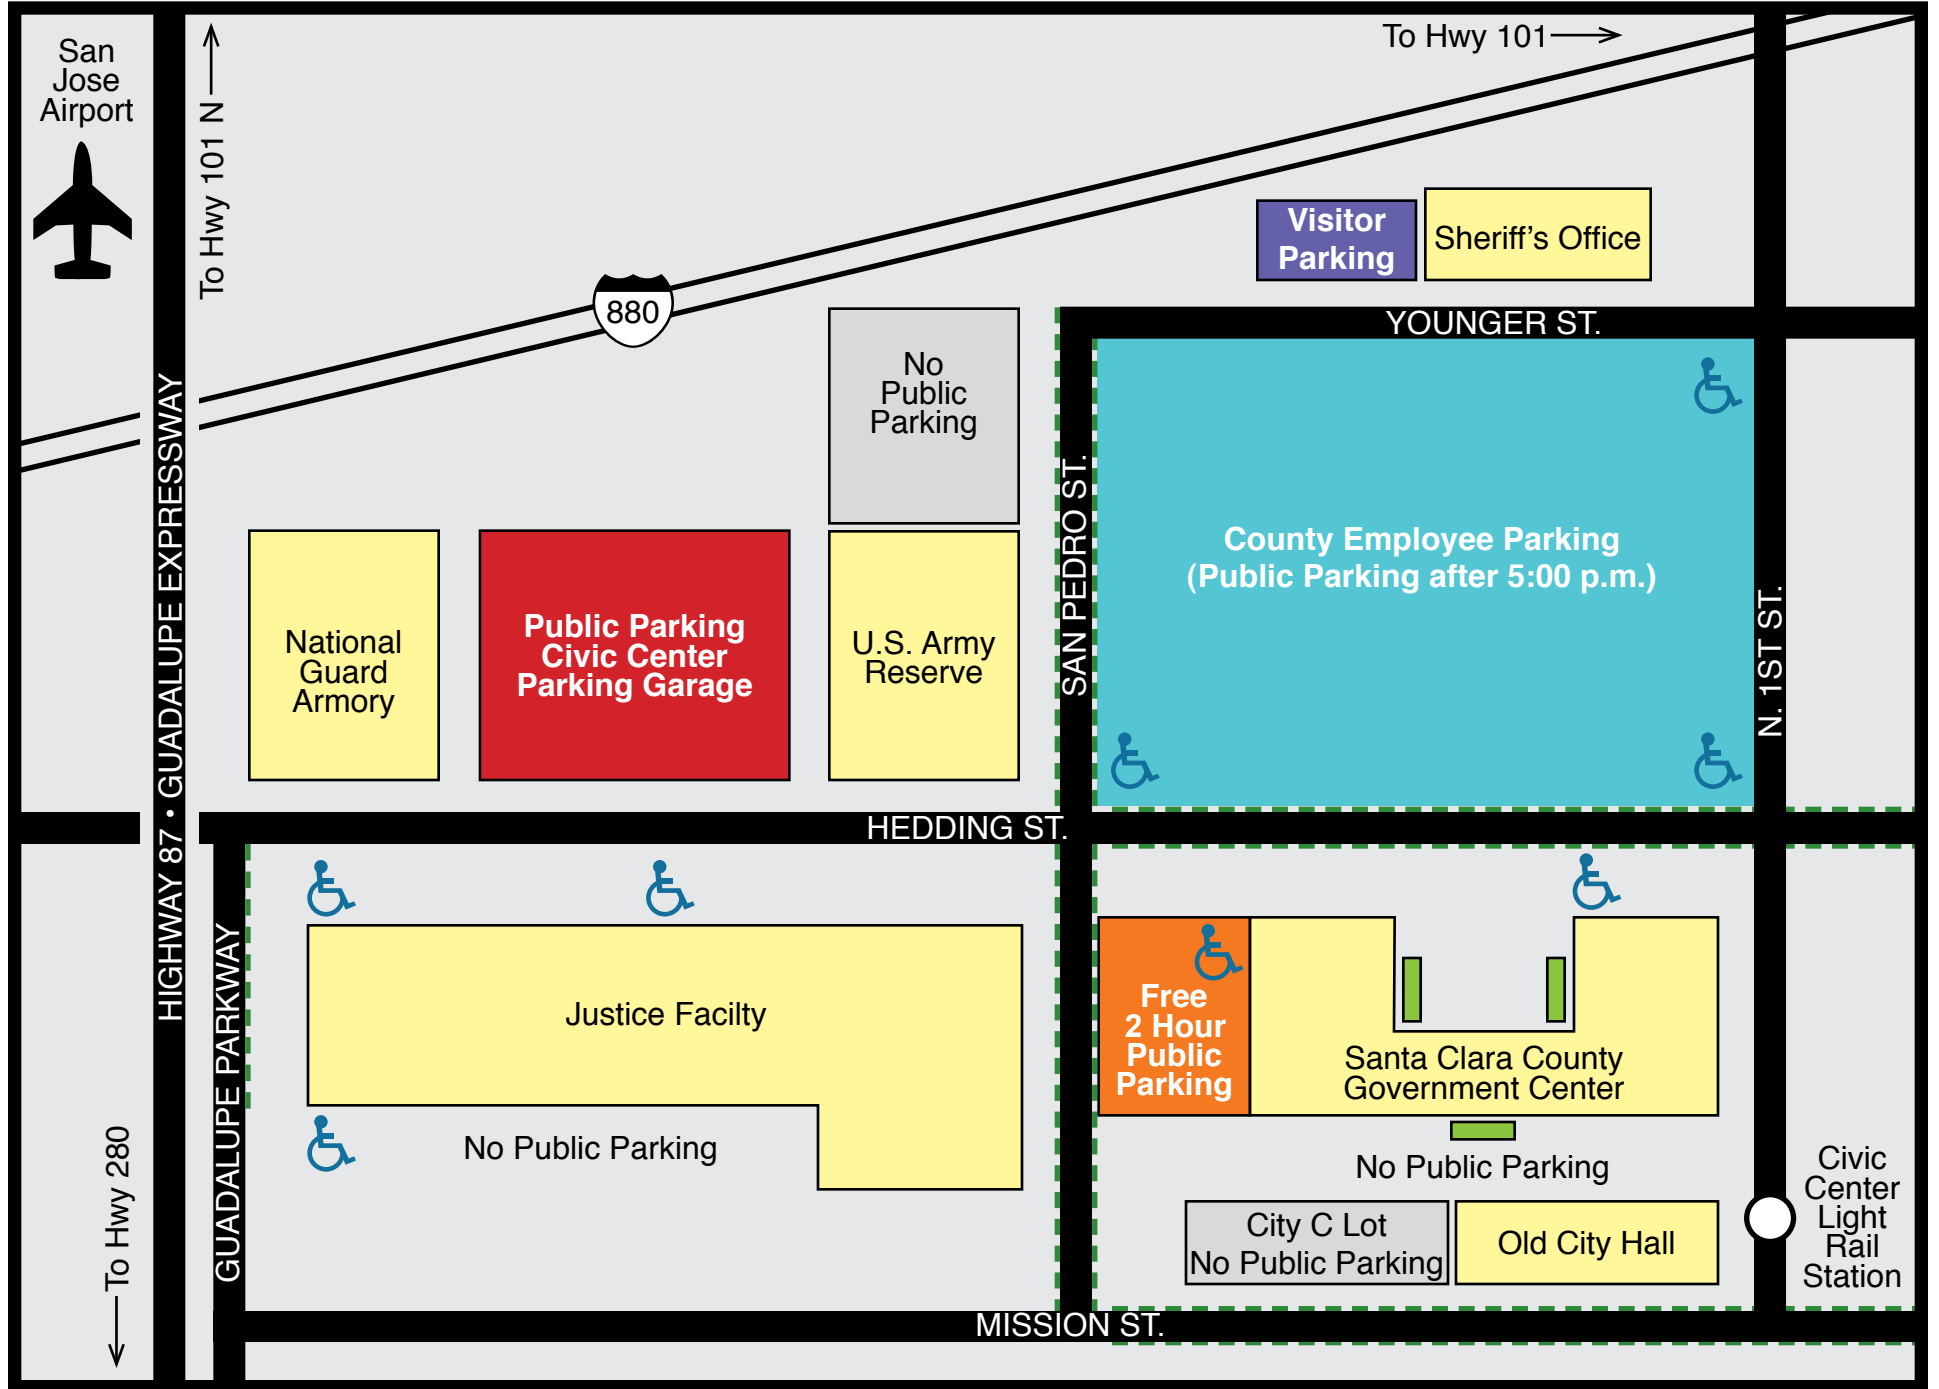 San
Jose
Airport
To Hwy 101 N
To Hwy 101
880
Visitor
Parking
Sheriff's Office
YOUNGER ST.
No
Public
Parking
HIGHWAY 87 • GUADALUPE EXPRESSWAY
SAN PEDRO ST.
County Employee Parking
(Public Parking after 5:00 p.m.)
N. 1ST ST.
National
Guard
Armory
Public Parking
Civic Center
Parking Garage
U.S. Army
Reserve
HEDDING ST.
GUADALUPE PARKWAY
Justice Facilty
No Public Parking
Free
2 Hour
Public
Parking
Santa Clara County
Government Center
No Public Parking
City C Lot
No Public Parking
Old City Hall
Civic
Center
Light
Rail
Station
To Hwy 280
MISSION ST.